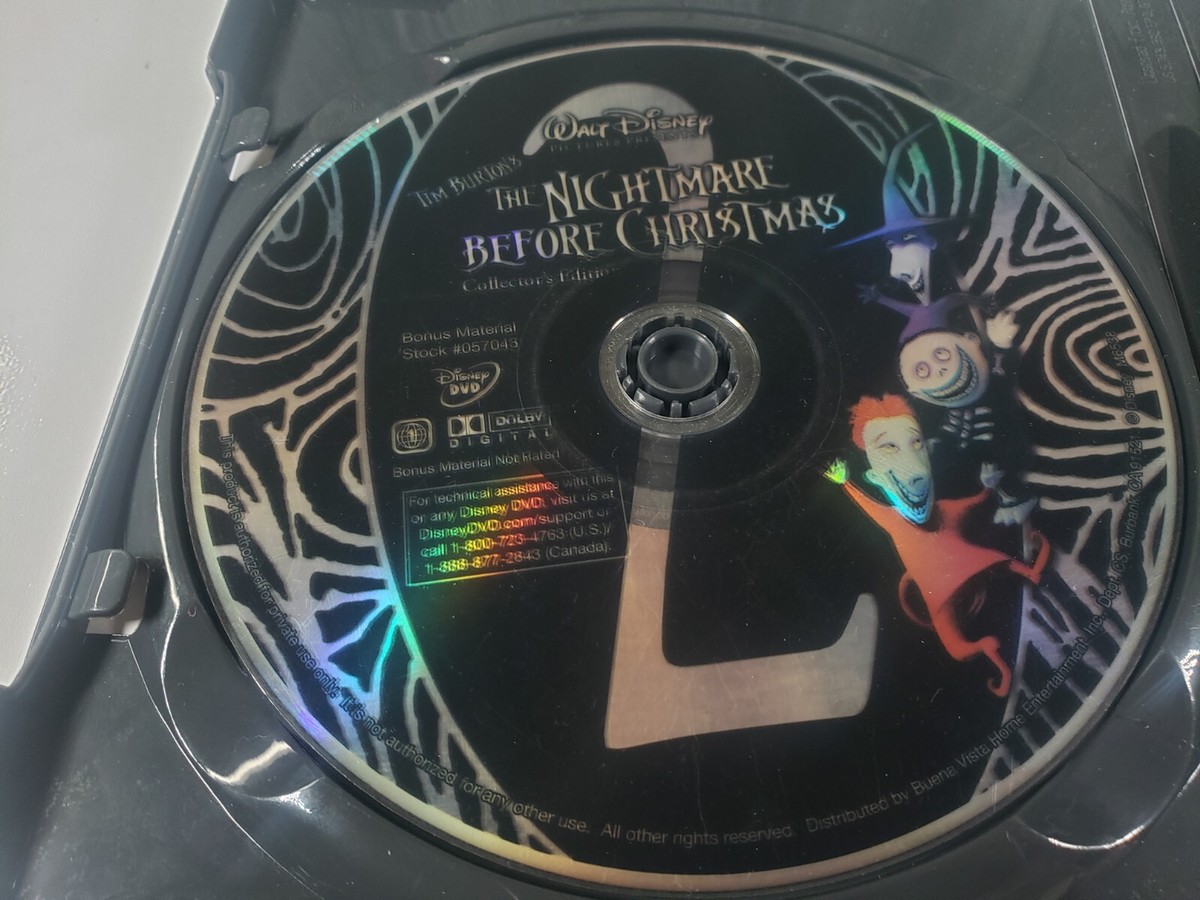 WALT DISNEY
PICTURES PRESENTS
TIM BURTON'S
THE NIGHTMARE
BEFORE CHRISTMAS
Collector's Edition
2
Bonus Material
Stock #057043
DISNEY
DVD
1
DOLBY
DIGITAL
Bonus Material Not Rated
For technical assistance with this
or any Disney DVD, visit us at
DisneyDVD.com/support or
call 1-800-723-4763 (U.S.)/
1-888-877-2843 (Canada).
This product is authorized for private use only. It is not authorized for any other use. All other rights reserved. Distributed by Buena Vista Home Entertainment, Inc., Dept. CS, Burbank, CA 91521. © Disney